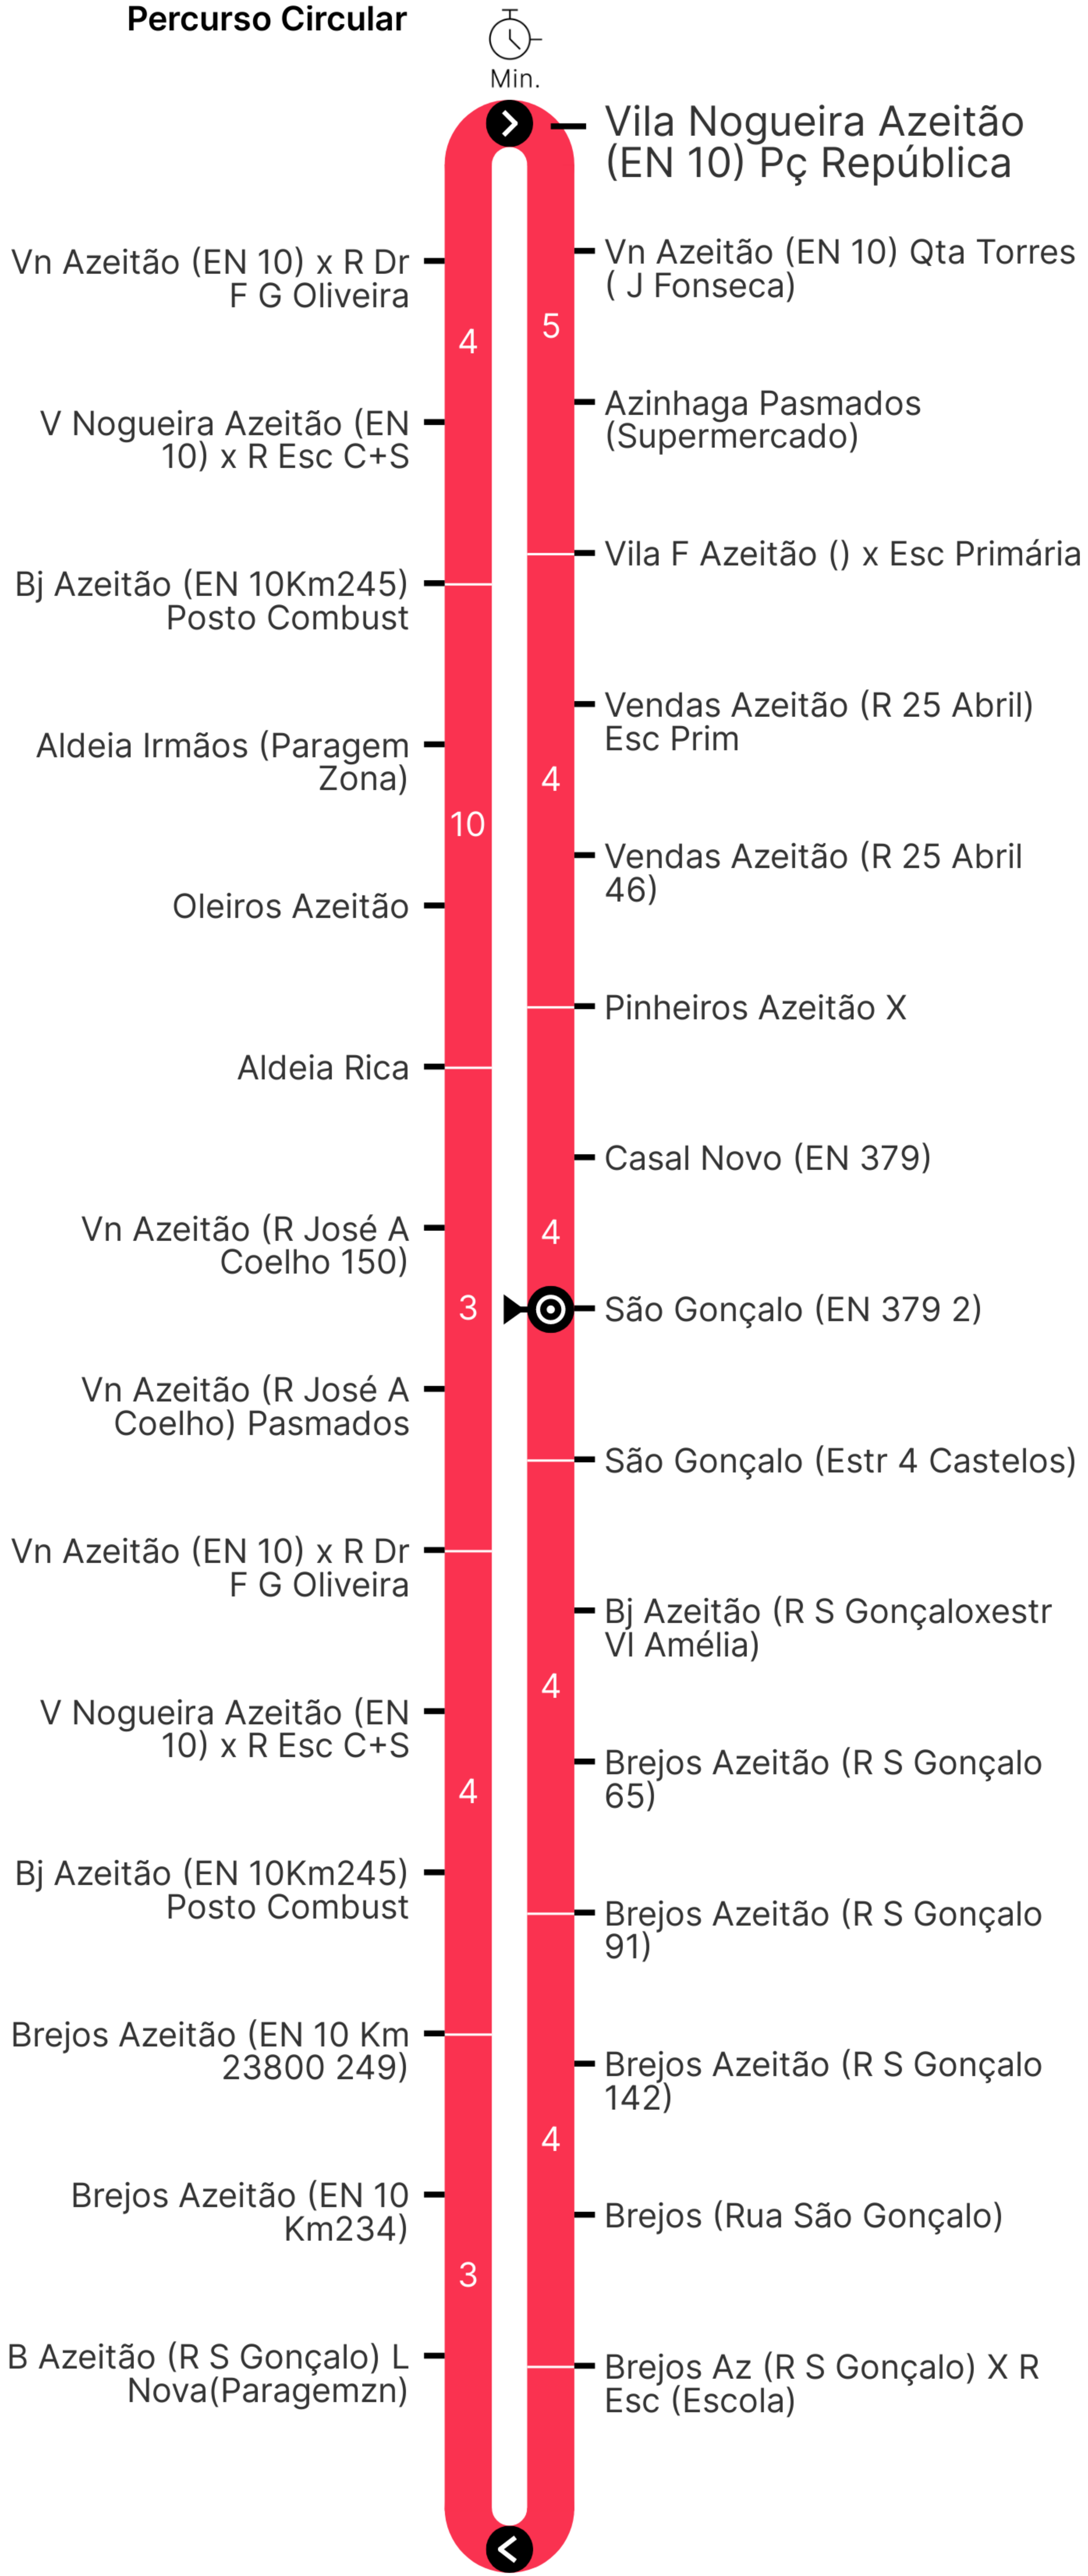 Percurso Circular
Min.
Vila Nogueira Azeitão
(EN 10) Pç República
Vn Azeitão (EN 10) Qta Torres
( J Fonseca)
5
Azinhaga Pasmados
(Supermercado)
Vila F Azeitão () x Esc Primária
Vendas Azeitão (R 25 Abril)
Esc Prim
4
Vendas Azeitão (R 25 Abril
46)
Pinheiros Azeitão X
Casal Novo (EN 379)
4
São Gonçalo (EN 379 2)
São Gonçalo (Estr 4 Castelos)
Bj Azeitão (R S Gonçaloxestr
Vl Amélia)
4
Brejos Azeitão (R S Gonçalo
65)
Brejos Azeitão (R S Gonçalo
91)
Brejos Azeitão (R S Gonçalo
142)
4
Brejos (Rua São Gonçalo)
Brejos Az (R S Gonçalo) X R
Esc (Escola)
Vn Azeitão (EN 10) x R Dr
F G Oliveira
4
V Nogueira Azeitão (EN
10) x R Esc C+S
Bj Azeitão (EN 10Km245)
Posto Combust
Aldeia Irmãos (Paragem
Zona)
10
Oleiros Azeitão
Aldeia Rica
Vn Azeitão (R José A
Coelho 150)
3
Vn Azeitão (R José A
Coelho) Pasmados
Vn Azeitão (EN 10) x R Dr
F G Oliveira
V Nogueira Azeitão (EN
10) x R Esc C+S
4
Bj Azeitão (EN 10Km245)
Posto Combust
Brejos Azeitão (EN 10 Km
23800 249)
Brejos Azeitão (EN 10
Km234)
3
B Azeitão (R S Gonçalo) L
Nova(Paragemzn)